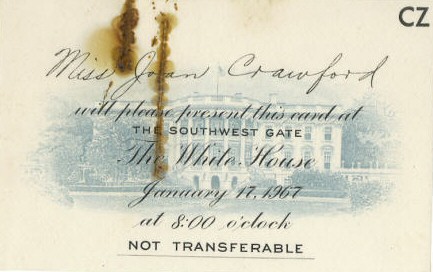 CZ
Miss Joan Crawford
will please present this card at
THE SOUTHWEST GATE
The White House
January 17, 1967
at 8:00 o'clock
NOT TRANSFERABLE